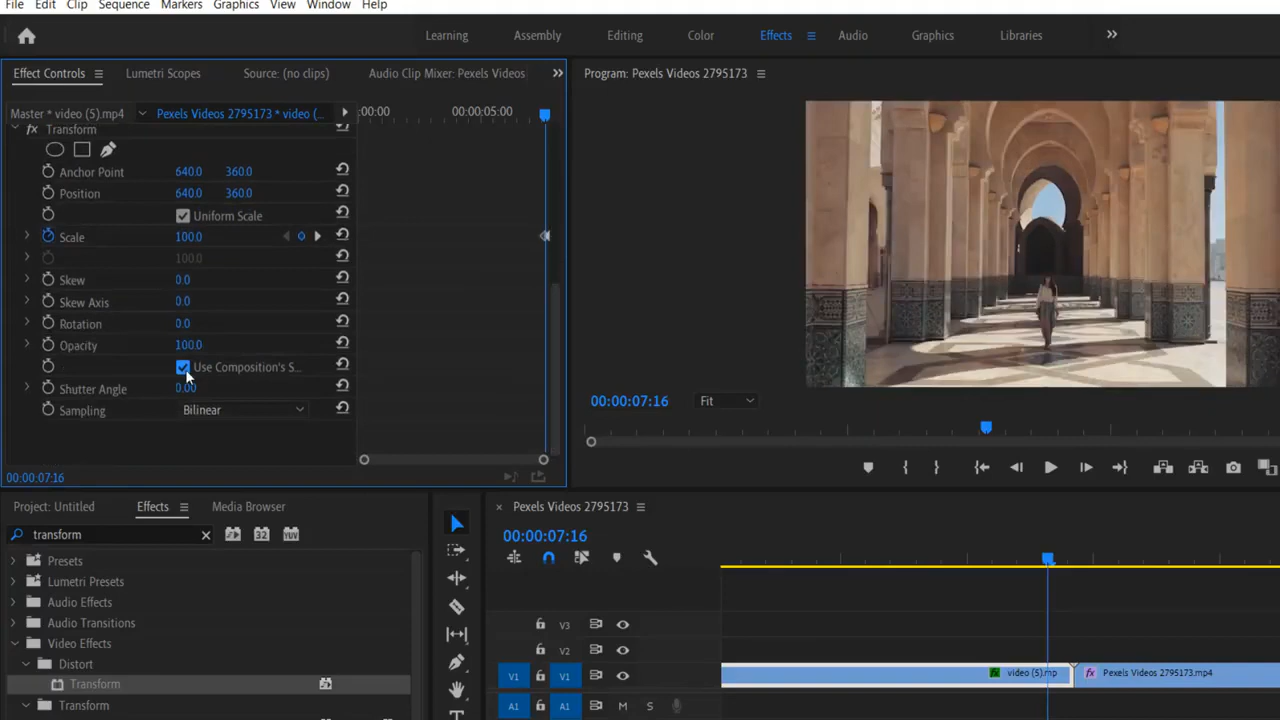 File Edit Clip Sequence Markers Graphics View Window Help
Learning Assembly Editing Color Effects Audio Graphics Libraries
Effect Controls Lumetri Scopes Source: (no clips) Audio Clip Mixer: Pexels Videos
Program: Pexels Videos 2795173
Master * video (5).mp4 Pexels Videos 2795173 * video (... :00:00 00:00:05:00
fx Transform
Anchor Point 640.0 360.0
Position 640.0 360.0
Uniform Scale
Scale 100.0
100.0
Skew 0.0
Skew Axis 0.0
Rotation 0.0
Opacity 100.0
Use Composition's S...
Shutter Angle 0.00
Sampling Bilinear
00:00:07:16
00:00:07:16 Fit
Project: Untitled Effects Media Browser
transform 32 YUV
Presets
Lumetri Presets
Audio Effects
Audio Transitions
Video Effects
Distort
Transform
Transform
× Pexels Videos 2795173
00:00:07:16
V3
V2
V1 V1 fx video (5).mp fx Pexels Videos 2795173.mp4
A1 A1 M S